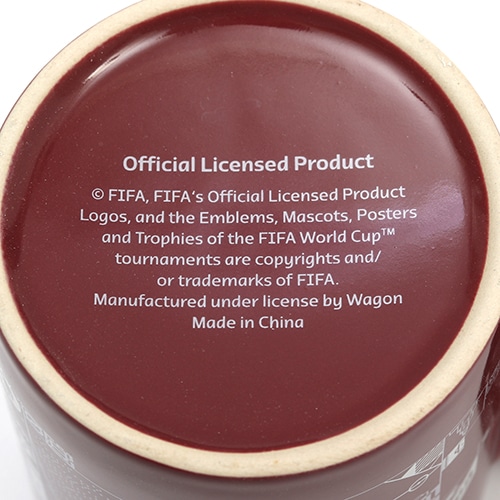 Official Licensed Product
© FIFA, FIFA's Official Licensed Product
Logos, and the Emblems, Mascots, Posters
and Trophies of the FIFA World Cup™
tournaments are copyrights and/
or trademarks of FIFA.
Manufactured under license by Wagon
Made in China